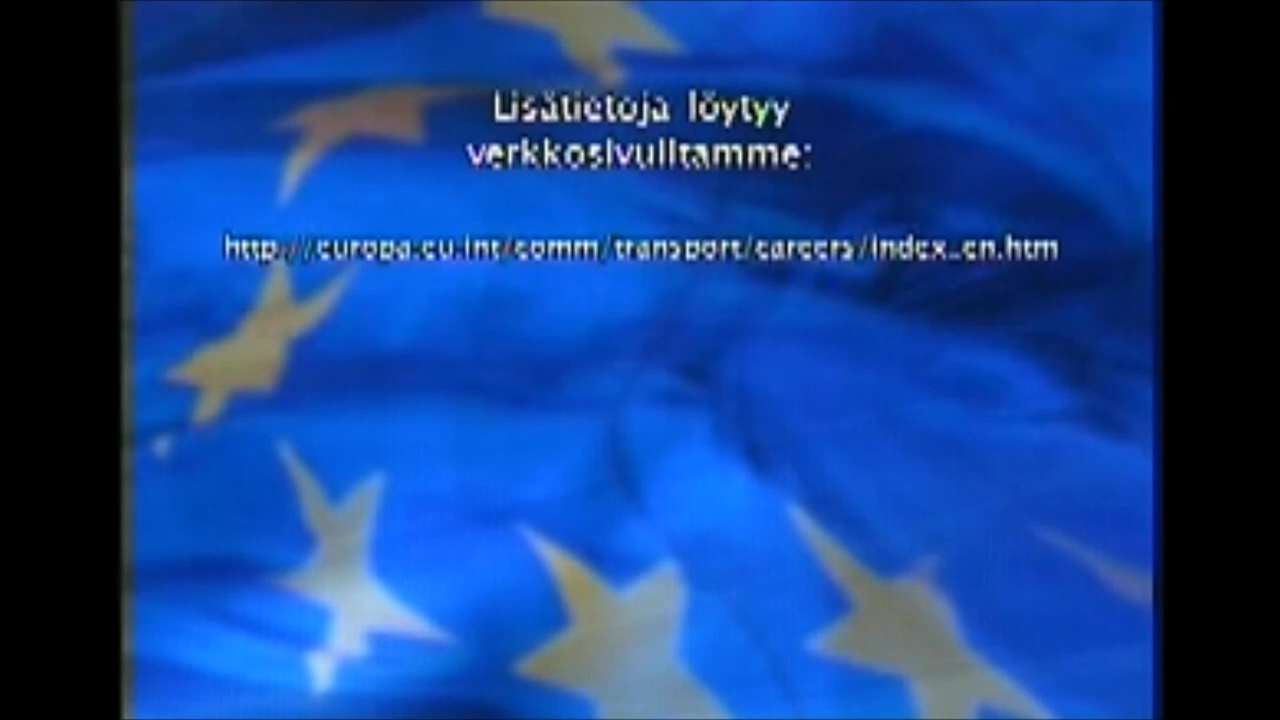 Lisätietoja löytyy
verkkosivuiltamme:
http://europa.eu.int/comm/transport/careers/index_en.htm